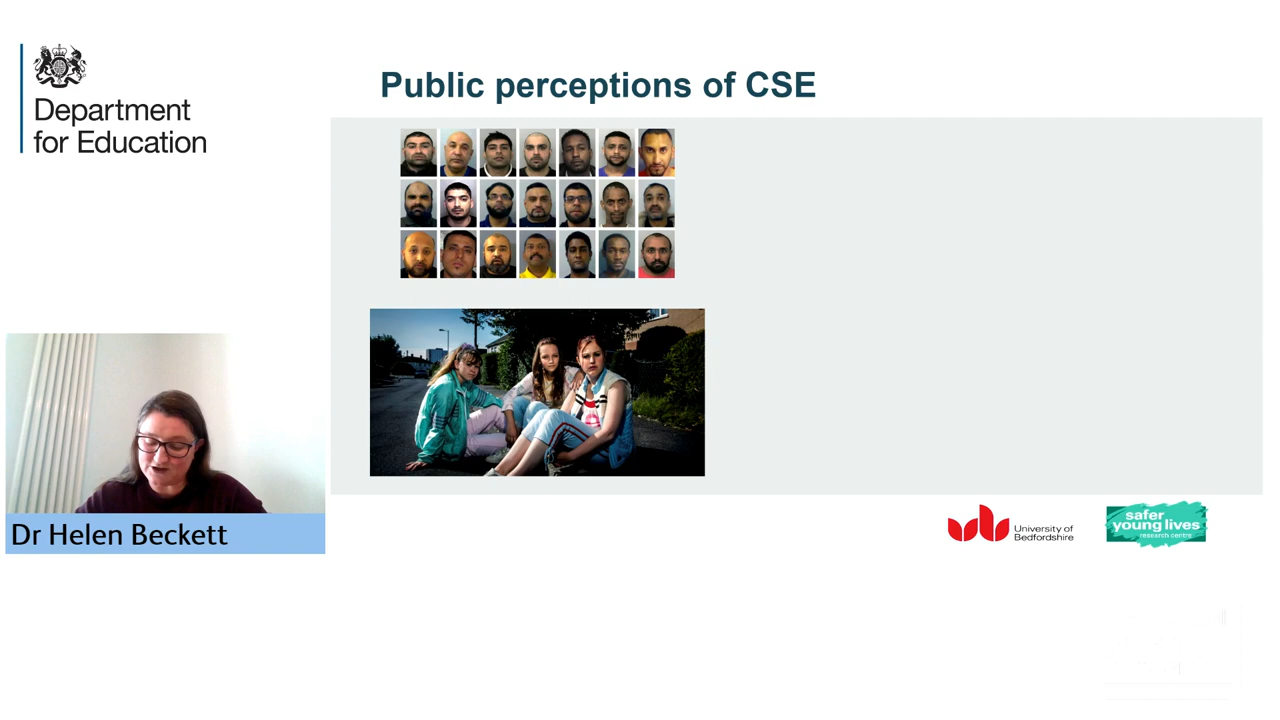 Department
for Education
Public perceptions of CSE
Dr Helen Beckett
University of
Bedfordshire
safer
young lives
research centre